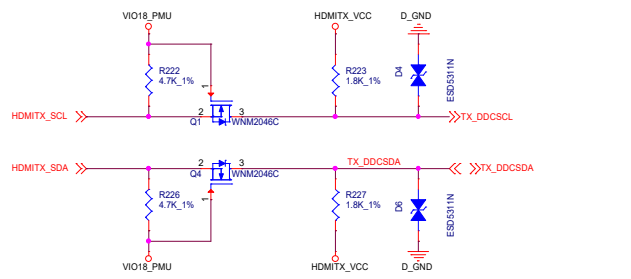 VIO18_PMU
HDMITX_VCC
D_GND
R222
4.7K_1%
R223
1.8K_1%
D4
ESD5311N
1
HDMITX_SCL
2
3
Q1
WNM2046C
TX_DDCSCL
HDMITX_SDA
2
3
Q4
WNM2046C
TX_DDCSDA
TX_DDCSDA
1
R226
4.7K_1%
R227
1.8K_1%
D6
ESD5311N
VIO18_PMU
HDMITX_VCC
D_GND